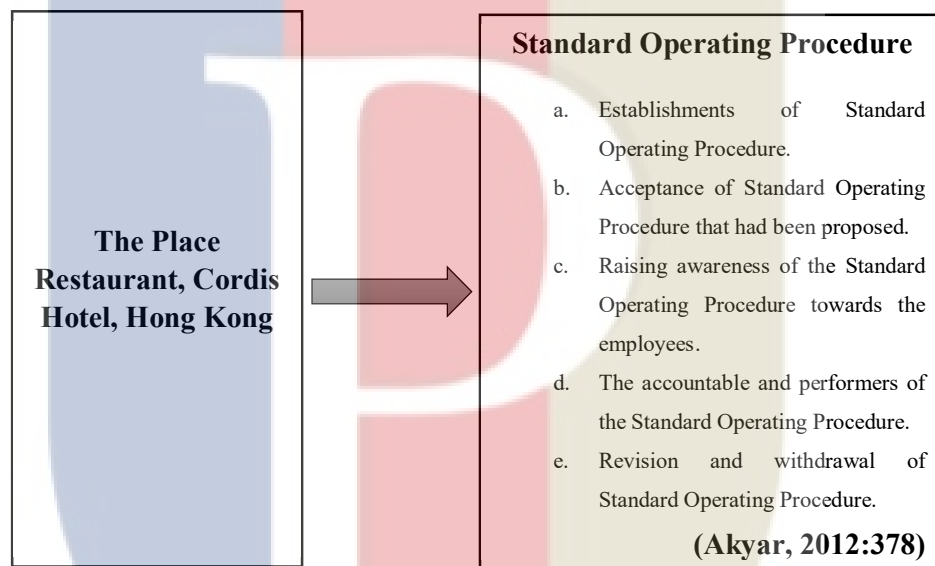 The Place
Restaurant, Cordis
Hotel, Hong Kong
Standard Operating Procedure
a. Establishments of Standard
Operating Procedure.
b. Acceptance of Standard Operating
Procedure that had been proposed.
c. Raising awareness of the Standard
Operating Procedure towards the
employees.
d. The accountable and performers of
the Standard Operating Procedure.
e. Revision and withdrawal of
Standard Operating Procedure.
(Akyar, 2012:378)